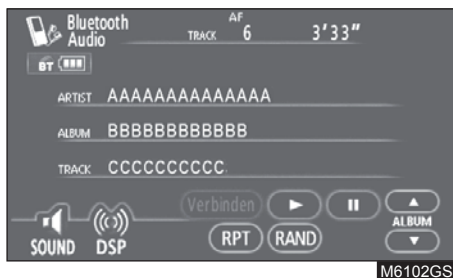 Bluetooth
Audio
AF
TRACK 6 3'33"
BT
ARTIST AAAAAAAAAAAAAA
ALBUM BBBBBBBBBBBB
TRACK CCCCCCCCCC
Verbinden
ALBUM
SOUND DSP RPT RAND
M6102GS